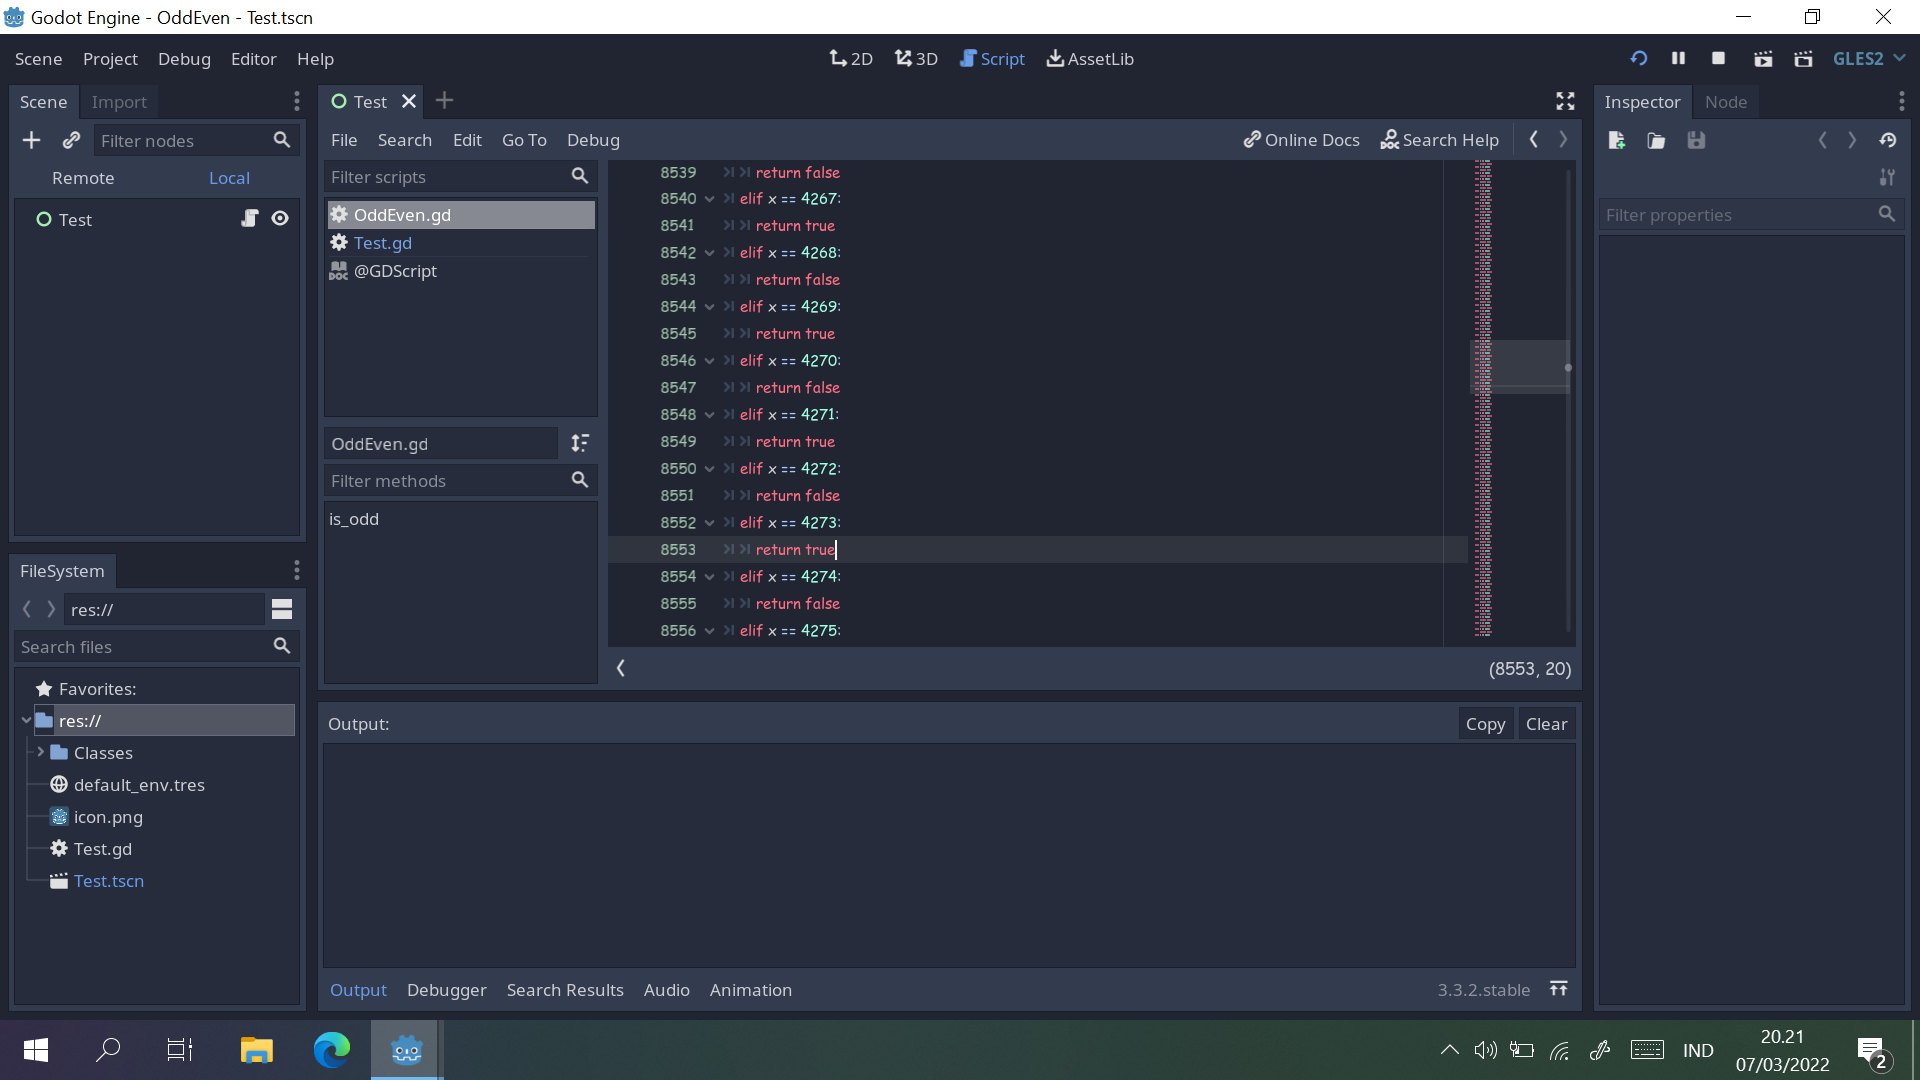 Godot Engine - OddEven - Test.tscn
Scene Project Debug Editor Help
2D 3D Script AssetLib
GLES2
Scene Import
Filter nodes
Remote Local
Test
FileSystem
res://
Search files
Favorites:
res://
Classes
default_env.tres
icon.png
Test.gd
Test.tscn
Test
File Search Edit Go To Debug
Online Docs Search Help
Filter scripts
OddEven.gd
Test.gd
@GDScript
OddEven.gd
Filter methods
is_odd
8539 return false
8540 elif x == 4267:
8541 return true
8542 elif x == 4268:
8543 return false
8544 elif x == 4269:
8545 return true
8546 elif x == 4270:
8547 return false
8548 elif x == 4271:
8549 return true
8550 elif x == 4272:
8551 return false
8552 elif x == 4273:
8553 return true
8554 elif x == 4274:
8555 return false
8556 elif x == 4275:
(8553, 20)
Output:
Copy Clear
Output Debugger Search Results Audio Animation
3.3.2.stable
Inspector Node
Filter properties
IND
20.21
07/03/2022
2